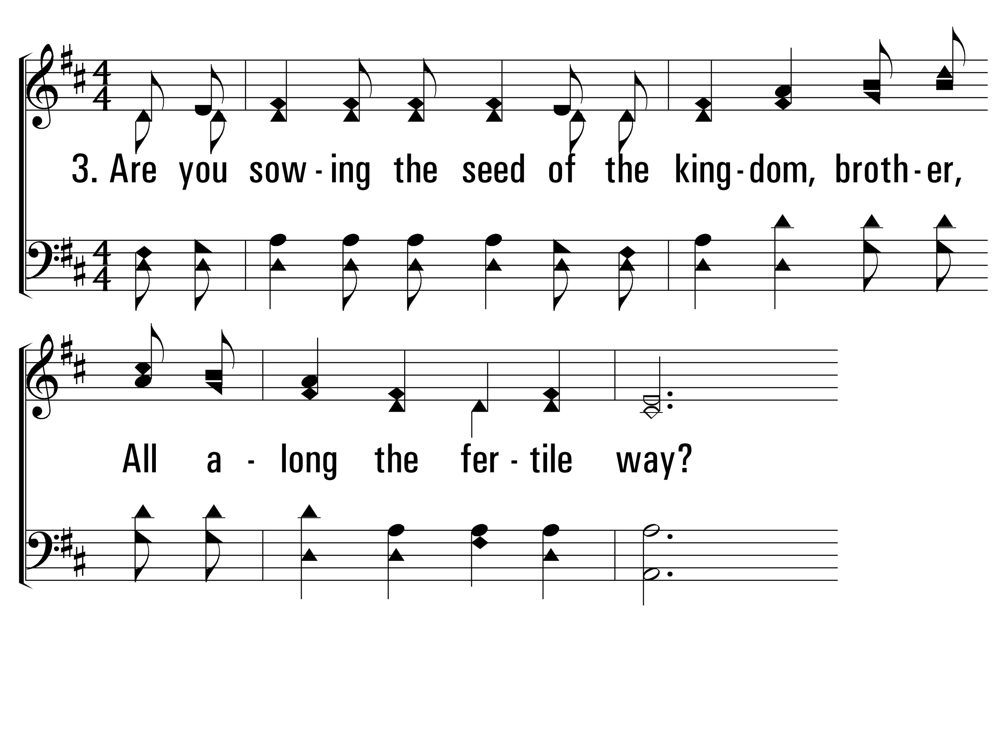 3. Are you sow-ing the seed of the king-dom, broth-er,
All a - long the fer - tile way?